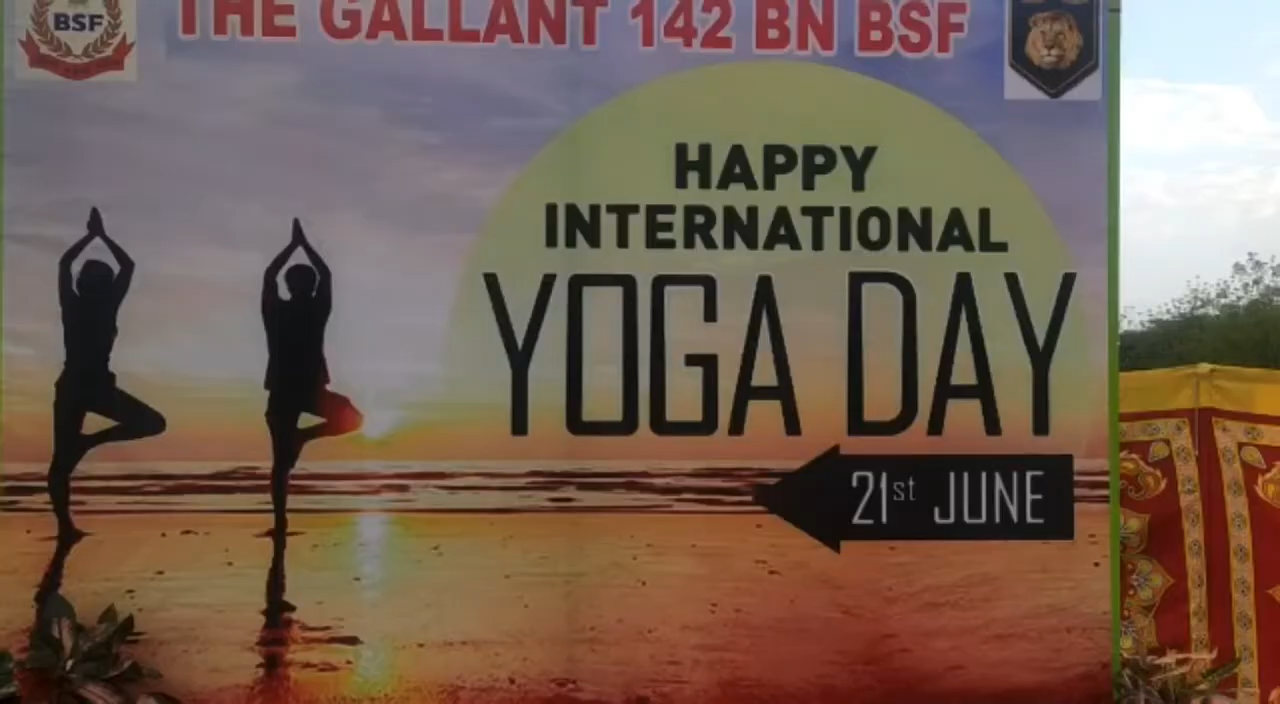 BSF
THE GALLANT 142 BN BSF
HAPPY
INTERNATIONAL
YOGA DAY
21st JUNE